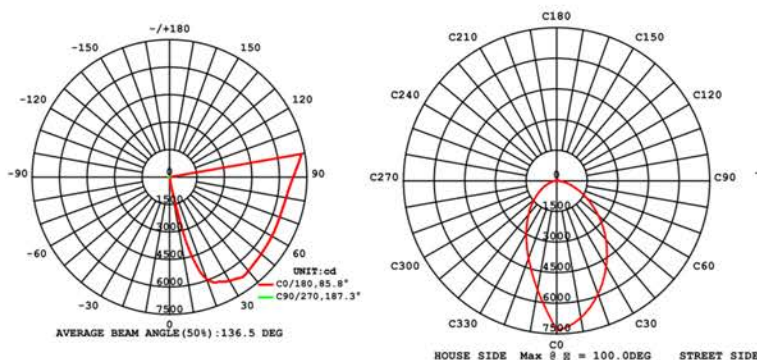 -/+180
-150
150
-120
120
-90
90
-60
60
-30
30
0
0
1500
3000
4500
6000
7500
UNIT:cd
C0/180,85.8°
C90/270,187.3°
AVERAGE BEAM ANGLE(50%):136.5 DEG
C180
C210
C150
C240
C120
C270
C90
C300
C60
C330
C30
C0
0
1500
3000
4500
6000
7500
HOUSE SIDE Max @ g = 100.0DEG STREET SIDE